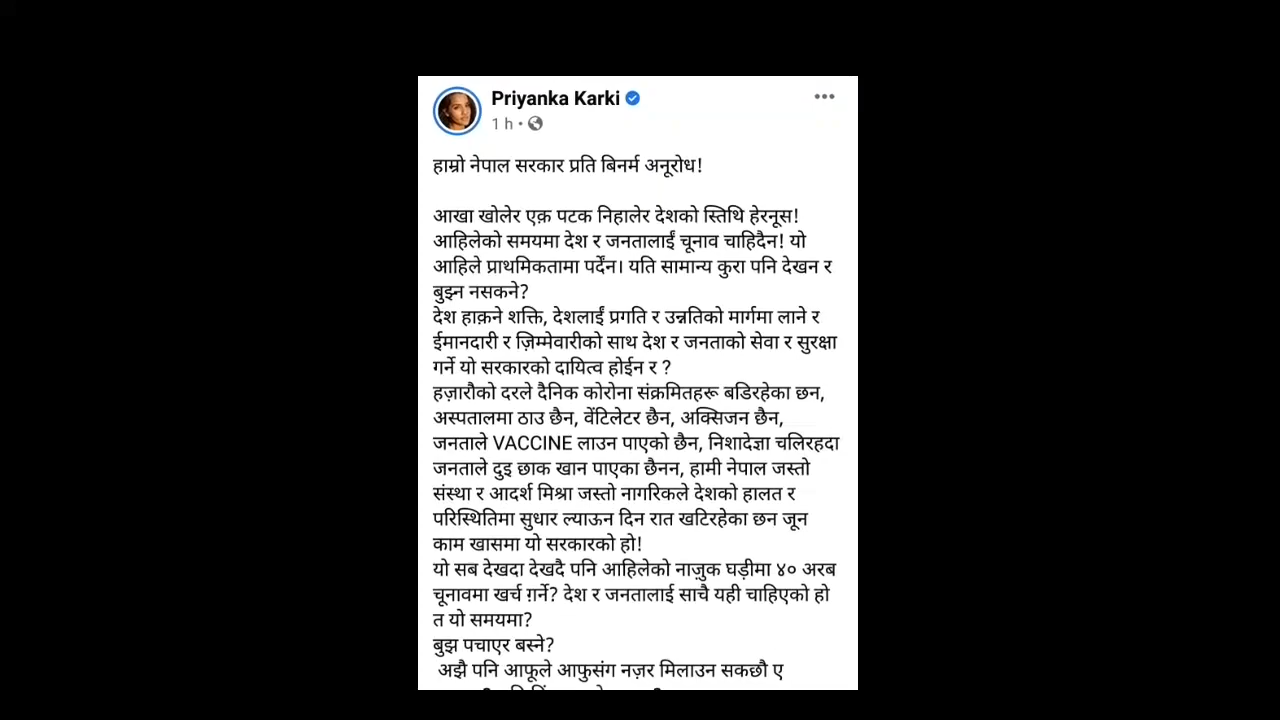 Priyanka Karki
1 h •
हाम्रो नेपाल सरकार प्रति बिनर्म अनूरोध!
आखा खोलेर एक़ पटक निहालेर देशको स्तिथि हेरनूस!
आहिलेको समयमा देश र जनतालाईं चूनाव चाहिदैन! यो
आहिले प्राथमिकतामा पर्देंन। यति सामान्य कुरा पनि देखन र
बुझ्न नसकने?
देश हाक़ने शक्ति, देशलाईं प्रगति र उन्नतिको मार्गमा लाने र
ईमानदारी र ज़िम्मेवारीको साथ देश र जनताको सेवा र सुरक्षा
गर्ने यो सरकारको दायित्व होईन र ?
हज़ारौको दरले दैनिक कोरोना संक्रमितहरू बडिरहेका छन,
अस्पतालमा ठाउ छैन, वेंटिलेटर छैन, अक्सिजन छैन,
जनताले VACCINE लाउन पाएको छैन, निशादेज्ञा चलिरहदा
जनताले दुइ छाक खान पाएका छैनन, हामी नेपाल जस्तो
संस्था र आदर्श मिश्रा जस्तो नागरिकले देशको हालत र
परिस्थितिमा सुधार ल्याऊन दिन रात खटिरहेका छन जून
काम खासमा यो सरकारको हो!
यो सब देखदा देखदै पनि आहिलेको नाज़ुक घड़ीमा ४० अरब
चूनावमा खर्च ग़र्ने? देश र जनतालाई साचै यही चाहिएको हो
त यो समयमा?
बुझ पचाएर बस्ने?
अझै पनि आफूले आफुसंग नज़र मिलाउन सकछौ ए